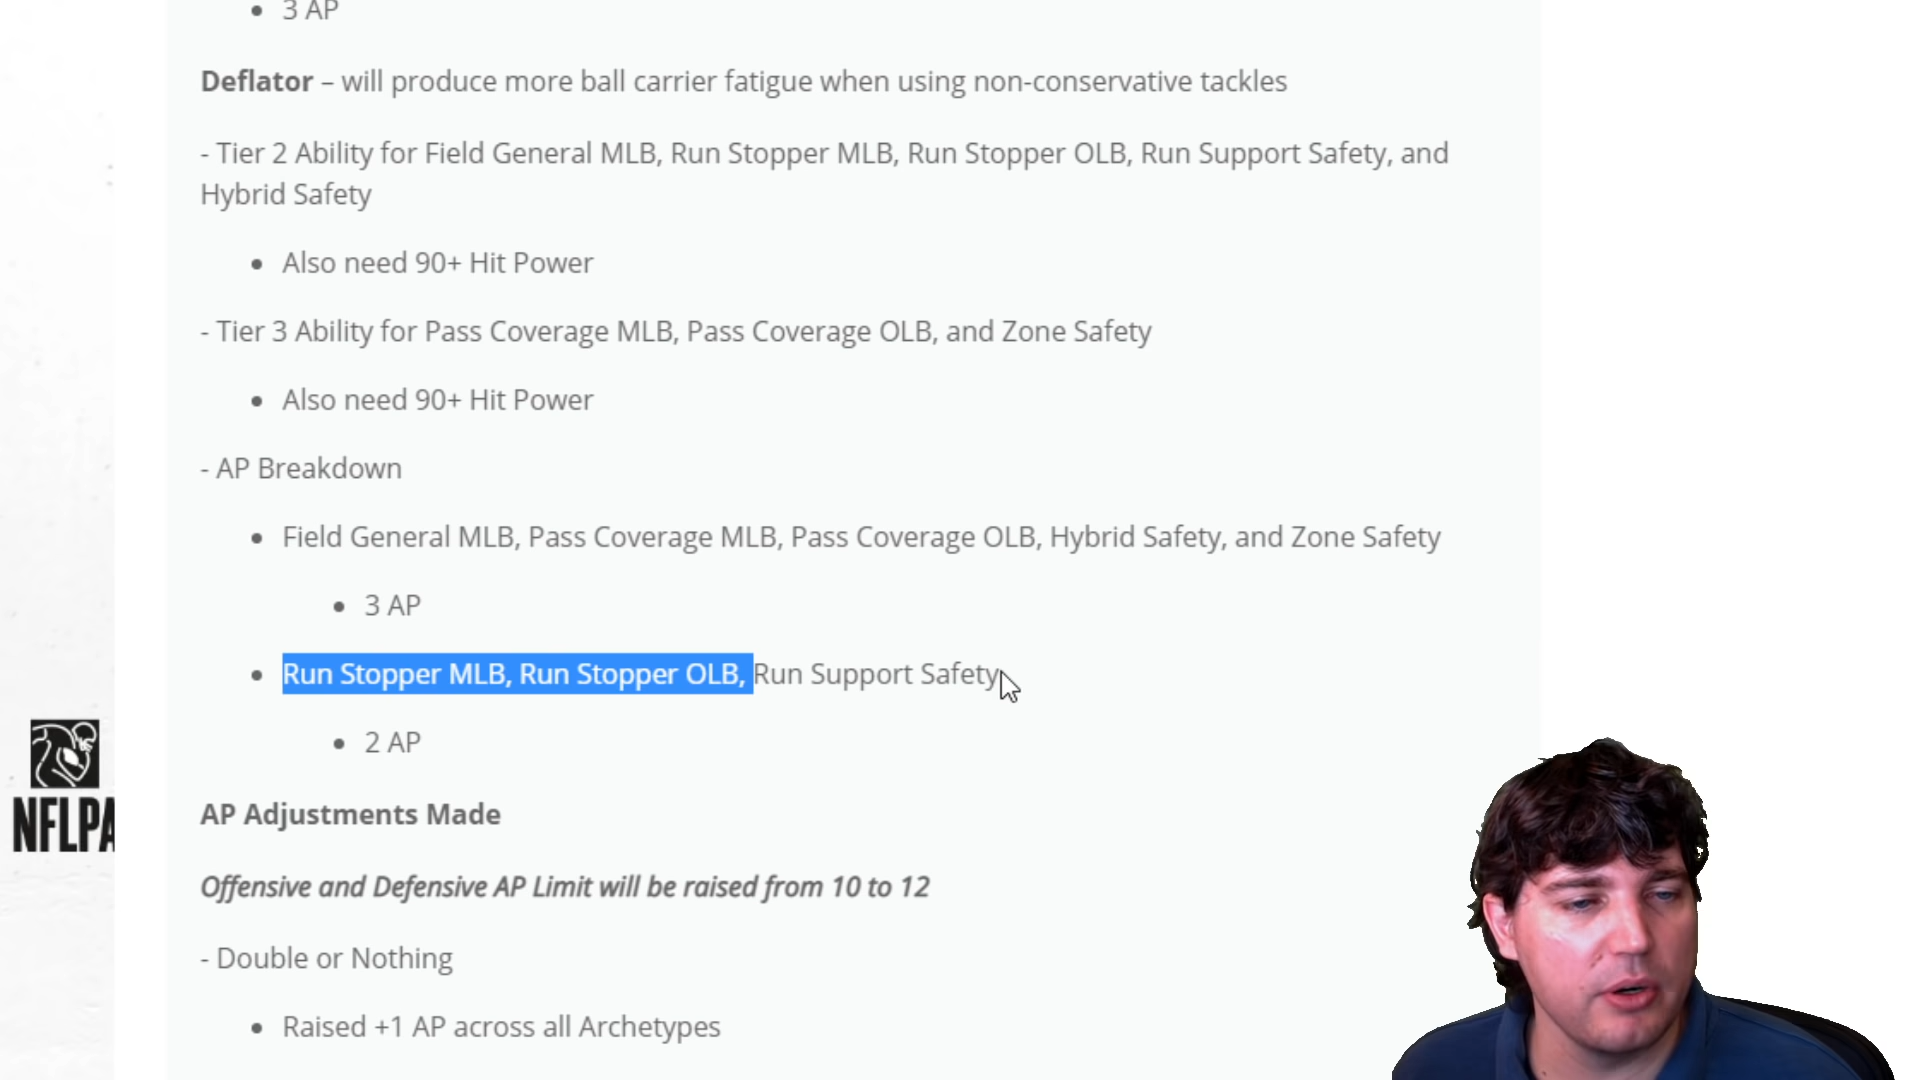 • 3 AP
Deflator – will produce more ball carrier fatigue when using non-conservative tackles
- Tier 2 Ability for Field General MLB, Run Stopper MLB, Run Stopper OLB, Run Support Safety, and
Hybrid Safety
• Also need 90+ Hit Power
- Tier 3 Ability for Pass Coverage MLB, Pass Coverage OLB, and Zone Safety
• Also need 90+ Hit Power
- AP Breakdown
• Field General MLB, Pass Coverage MLB, Pass Coverage OLB, Hybrid Safety, and Zone Safety
• 3 AP
• Run Stopper MLB, Run Stopper OLB, Run Support Safety
• 2 AP
NFLPA
AP Adjustments Made
Offensive and Defensive AP Limit will be raised from 10 to 12
- Double or Nothing
• Raised +1 AP across all Archetypes